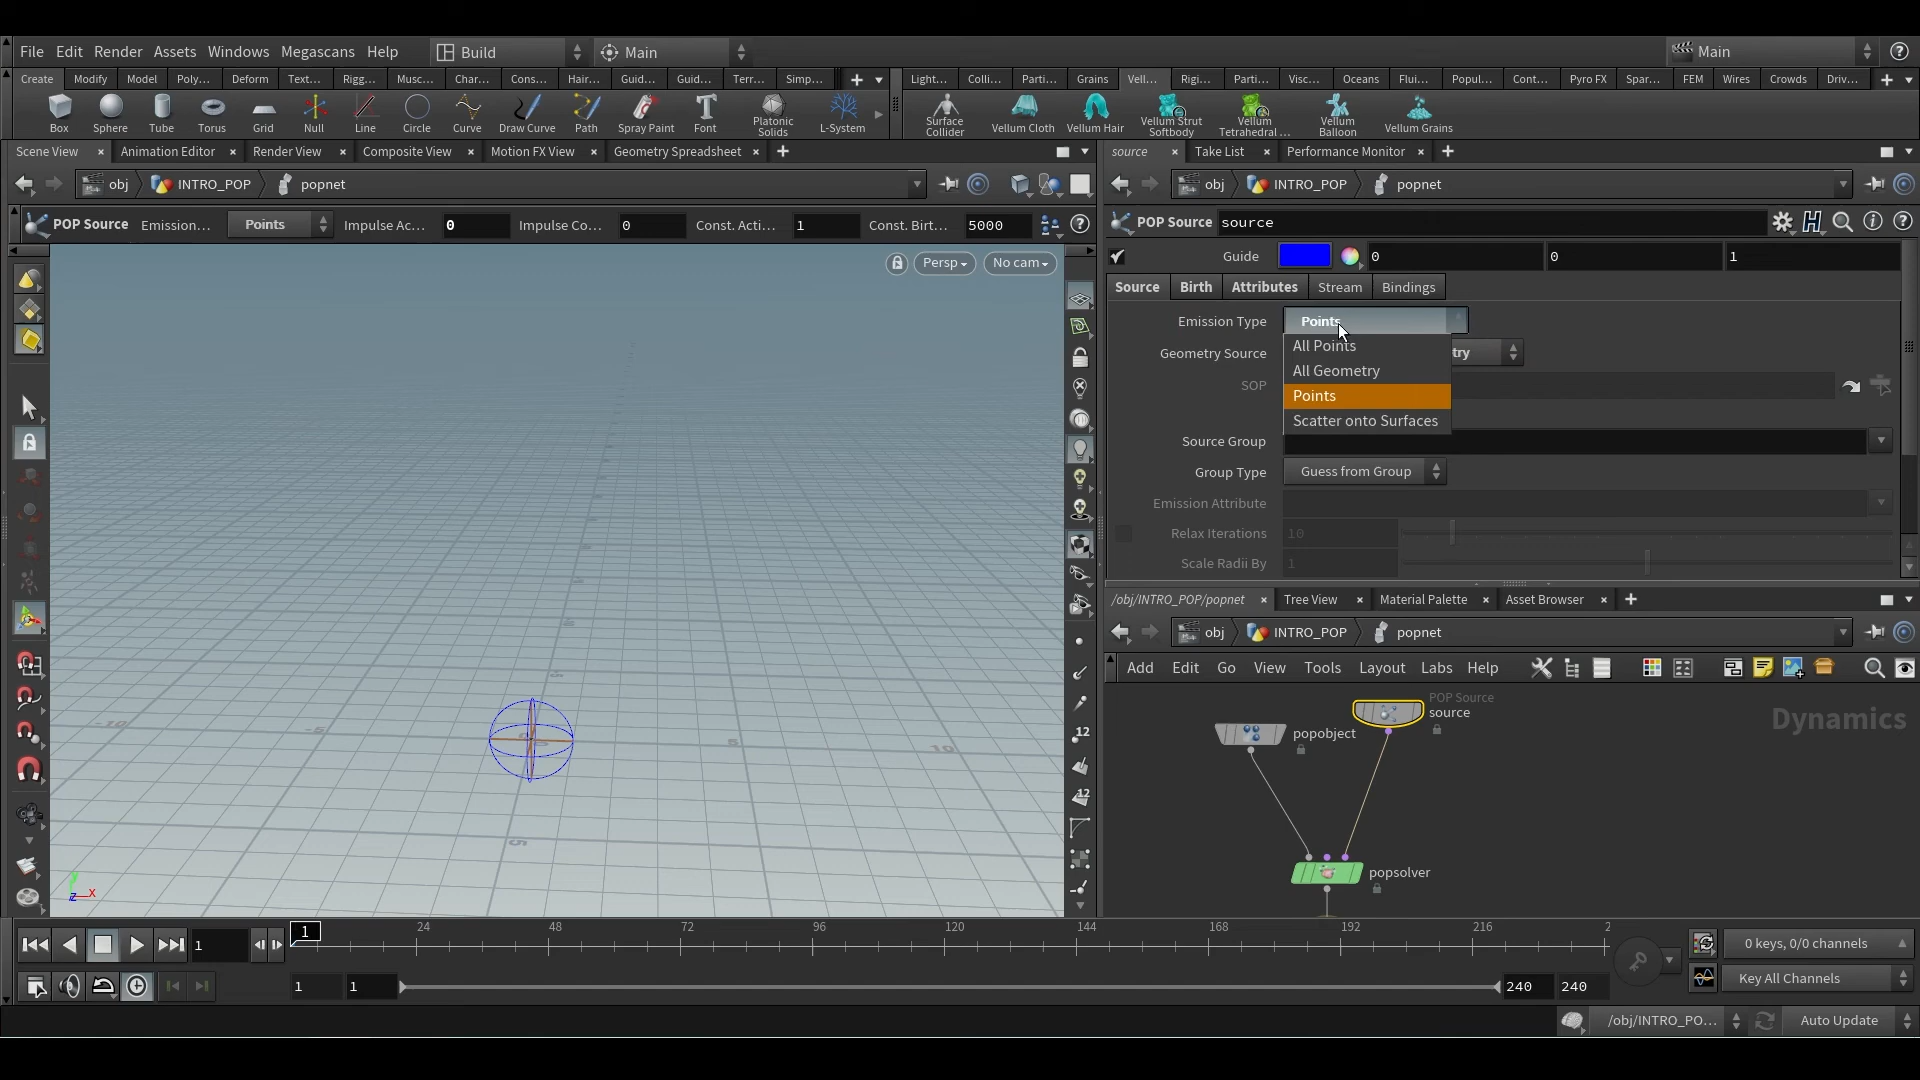 File Edit Render Assets Windows Megascans Help Build Main Main
Create Modify Model Poly... Deform Text... Rigg... Musc... Char... Cons... Hair... Guid... Guid... Terr... Simp... Light... Colli... Parti... Grains Vell... Rigi... Parti... Visc... Oceans Flui... Popul... Cont... Pyro FX Spar... FEM Wires Crowds Driv...
Box Sphere Tube Torus Grid Null Line Circle Curve Draw Curve Path Spray Paint Font Platonic Solids L-System Surface Collider Vellum Cloth Vellum Hair Vellum Strut Softbody Vellum Tetrahedral ... Vellum Balloon Vellum Grains
Scene View Animation Editor Render View Composite View Motion FX View Geometry Spreadsheet
obj INTRO_POP popnet
POP Source Emission... Points Impulse Ac... 0 Impulse Co... 0 Const. Acti... 1 Const. Birt... 5000
Persp No cam
-10 -5 0 5 10
5
z x y
source Take List Performance Monitor
obj INTRO_POP popnet
POP Source source
Guide 0 0 1
Source Birth Attributes Stream Bindings
Emission Type Points
All Points
Geometry Source try
All Geometry
SOP
Points
Scatter onto Surfaces
Source Group
Group Type Guess from Group
Emission Attribute
Relax Iterations 10
Scale Radii By 1
/obj/INTRO_POP/popnet Tree View Material Palette Asset Browser
obj INTRO_POP popnet
Add Edit Go View Tools Layout Labs Help
POP Source
source
popobject
Dynamics
popsolver
12
12
1 24 48 72 96 120 144 168 192 216 2
1
0 keys, 0/0 channels
1 1 240 240
Key All Channels
/obj/INTRO_PO... Auto Update